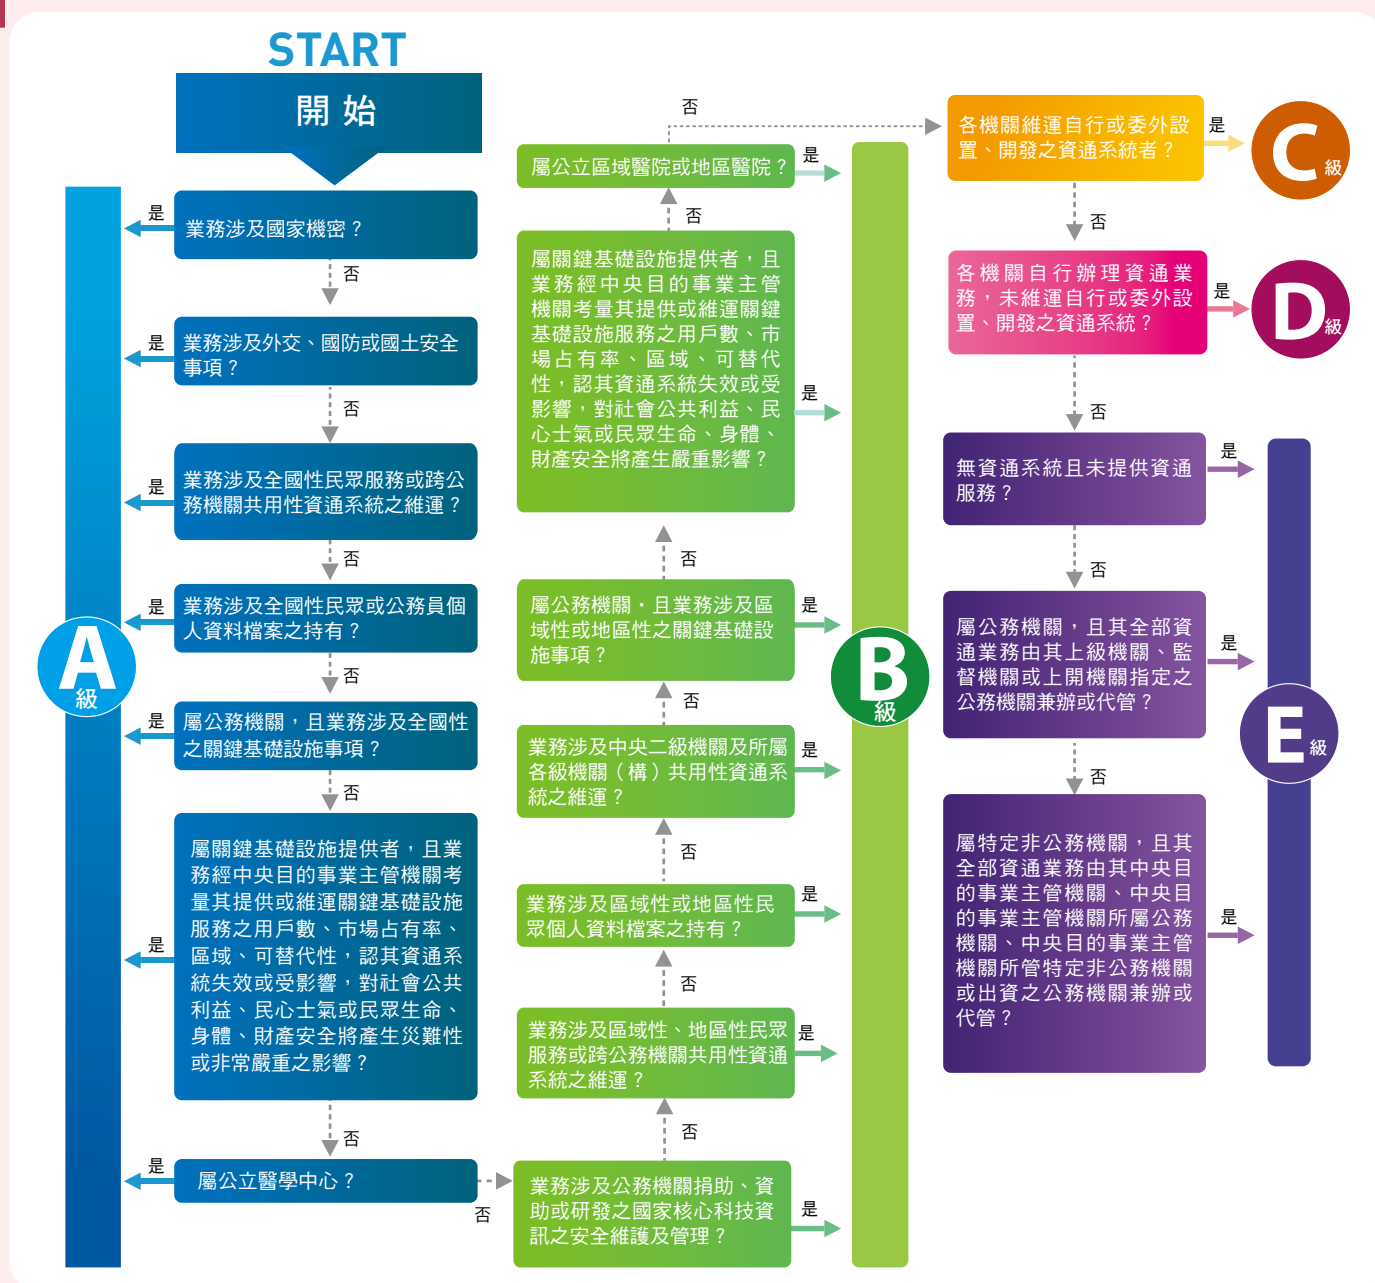 START
開始
業務涉及國家機密？
是
否
業務涉及外交、國防或國土安全
事項？
是
否
業務涉及全國性民眾服務或跨公
務機關共用性資通系統之維運？
是
否
業務涉及全國性民眾或公務員個
人資料檔案之持有？
是
否
屬公務機關，且業務涉及全國性
之關鍵基礎設施事項？
是
否
屬關鍵基礎設施提供者，且業
務經中央目的事業主管機關考
量其提供或維運關鍵基礎設施
服務之用戶數、市場占有率、
區域、可替代性，認其資通系
統失效或受影響，對社會公共
利益、民心士氣或民眾生命、
身體、財產安全將產生災難性
或非常嚴重之影響？
是
否
屬公立醫學中心？
是
否
A
級
業務涉及公務機關捐助、資
助或研發之國家核心科技資
訊之安全維護及管理？
是
否
業務涉及區域性、地區性民眾
服務或跨公務機關共用性資通
系統之維運？
是
否
業務涉及區域性或地區性民
眾個人資料檔案之持有？
是
否
業務涉及中央二級機關及所屬
各級機關（構）共用性資通系
統之維運？
是
否
屬公務機關，且業務涉及區
域性或地區性之關鍵基礎設
施事項？
是
否
屬關鍵基礎設施提供者，且
業務經中央目的事業主管
機關考量其提供或維運關鍵
基礎設施服務之用戶數、市
場占有率、區域、可替代
性，認其資通系統失效或受
影響，對社會公共利益、民
心士氣或民眾生命、身體、
財產安全將產生嚴重影響？
是
否
屬公立區域醫院或地區醫院？
是
否
B
級
各機關維運自行或委外設
置、開發之資通系統者？
是
C
級
否
各機關自行辦理資通業
務，未維運自行或委外設
置、開發之資通系統？
是
D
級
否
無資通系統且未提供資通
服務？
是
否
屬公務機關，且其全部資
通業務由其上級機關、監
督機關或上開機關指定之
公務機關兼辦或代管？
是
否
屬特定非公務機關，且其
全部資通業務由其中央目
的事業主管機關、中央目
的事業主管機關所屬公務
機關、中央目的事業主管
機關所管特定非公務機關
或出資之公務機關兼辦或
代管？
是
E
級